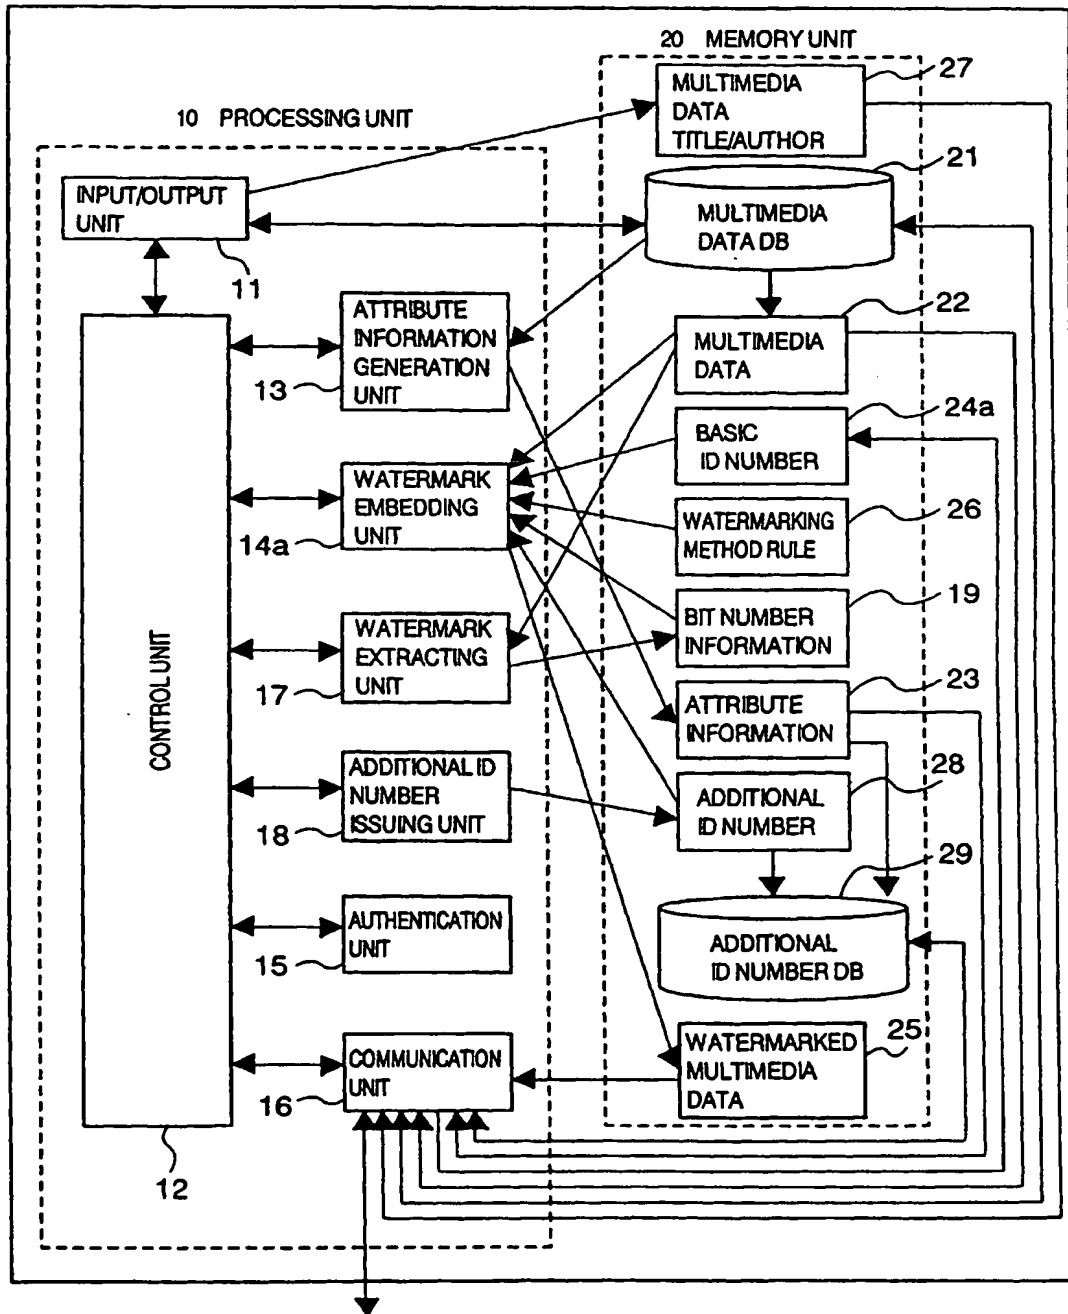 20 MEMORY UNIT
27
MULTIMEDIA
DATA
TITLE/AUTHOR
10 PROCESSING UNIT
21
INPUT/OUTPUT
UNIT
11
MULTIMEDIA
DATA DB
ATTRIBUTE
INFORMATION
GENERATION
UNIT
13
22
MULTIMEDIA
DATA
24a
BASIC
ID NUMBER
WATERMARK
EMBEDDING
UNIT
14a
26
WATERMARKING
METHOD RULE
19
BIT NUMBER
INFORMATION
WATERMARK
EXTRACTING
UNIT
17
23
ATTRIBUTE
INFORMATION
CONTROL UNIT
12
ADDITIONAL ID
NUMBER
ISSUING UNIT
18
28
ADDITIONAL
ID NUMBER
29
ADDITIONAL
ID NUMBER DB
AUTHENTICATION
UNIT
15
COMMUNICATION
UNIT
16
25
WATERMARKED
MULTIMEDIA
DATA